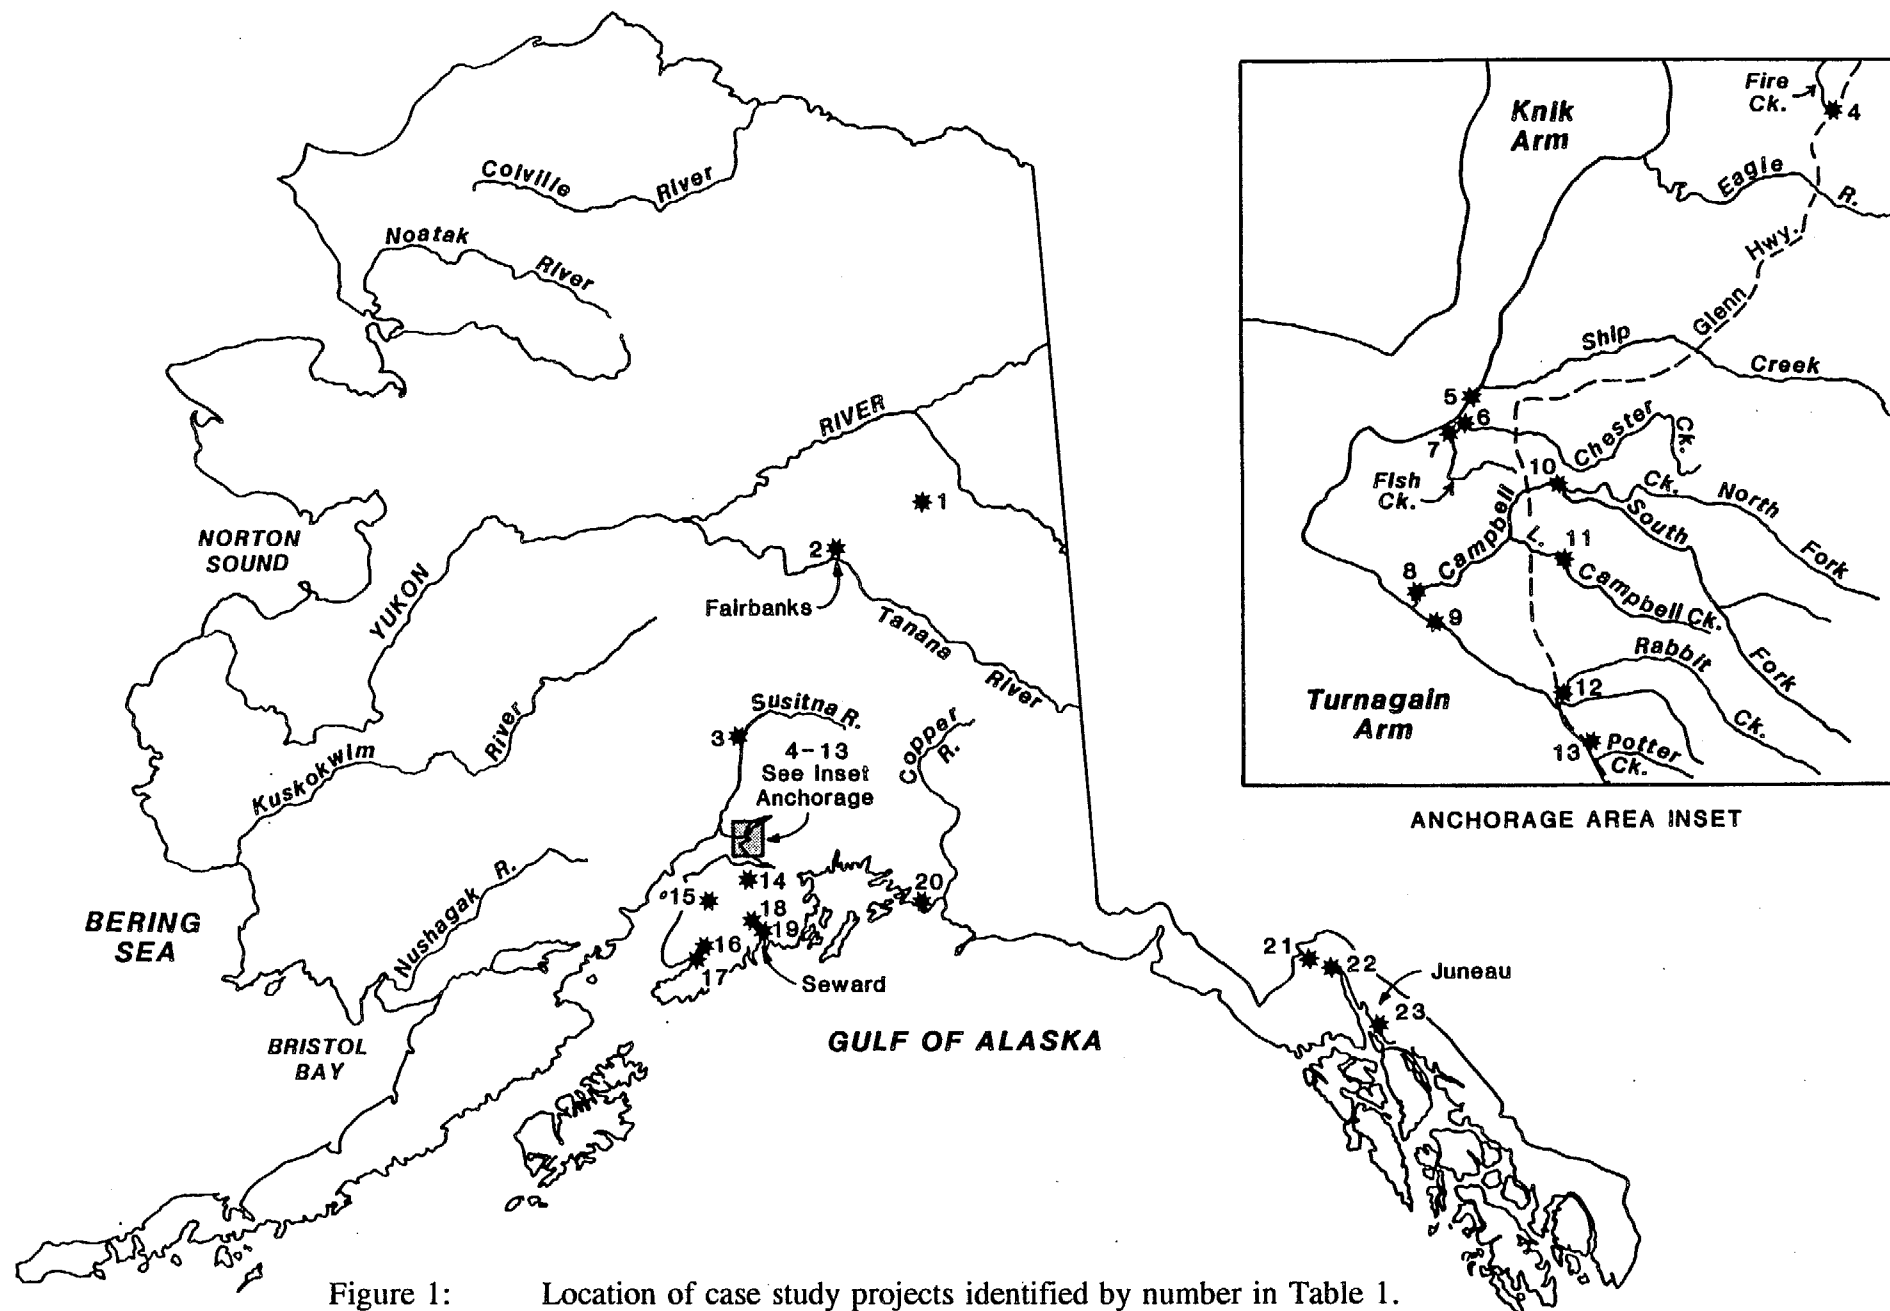 Colville River
Noatak River
RIVER
YUKON
NORTON
SOUND
1
2
Fairbanks
Tanana River
Kuskokwim River
Susitna R.
3
4-13
See Inset
Anchorage
Copper
R.
Nushagak R.
BERING
SEA
BRISTOL
BAY
14
15
16
17
18
19
20
Seward
GULF OF ALASKA
21
22
Juneau
23
Knik
Arm
Fire
Ck.
4
Eagle R.
Glenn Hwy.
Ship Creek
5
6
7
Chester Ck.
Fish
Ck.
10
Campbell Ck.
North Fork
South Fork
L. Campbell Ck.
11
8
9
Rabbit Ck.
12
13
Potter
Ck.
Turnagain
Arm
ANCHORAGE AREA INSET
Figure 1: Location of case study projects identified by number in Table 1.